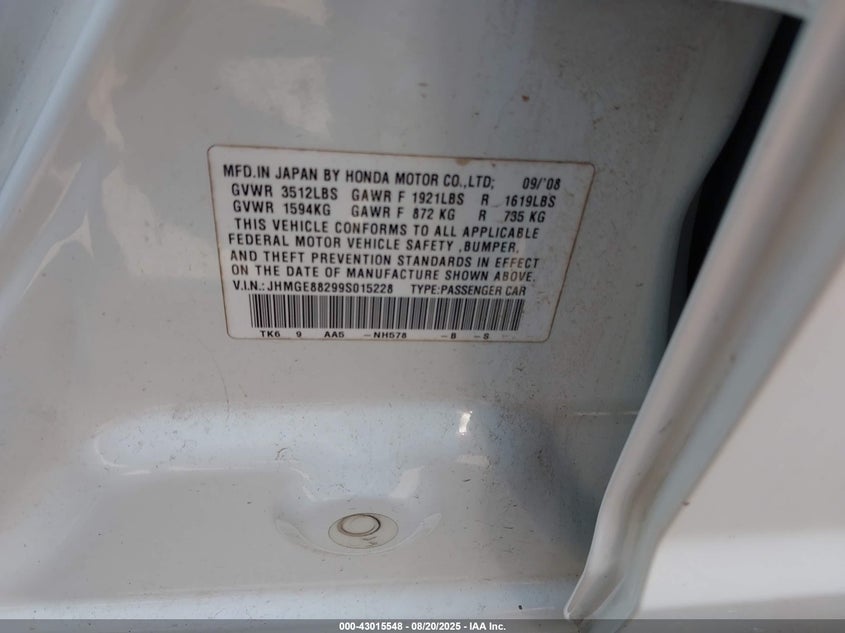 MFD.IN JAPAN BY HONDA MOTOR CO.,LTD; 09/'08
GVWR 3512LBS GAWR F 1921LBS R 1619LBS
GVWR 1594KG GAWR F 872 KG R 735 KG
THIS VEHICLE CONFORMS TO ALL APPLICABLE
FEDERAL MOTOR VEHICLE SAFETY ,BUMPER,
AND THEFT PREVENTION STANDARDS IN EFFECT
ON THE DATE OF MANUFACTURE SHOWN ABOVE.
V.I.N.: JHMGE88299S015228 TYPE:PASSENGER CAR
TK6 9 AA5 -NH578 -B -S
000-43015548 - 08/20/2025 - IAA Inc.